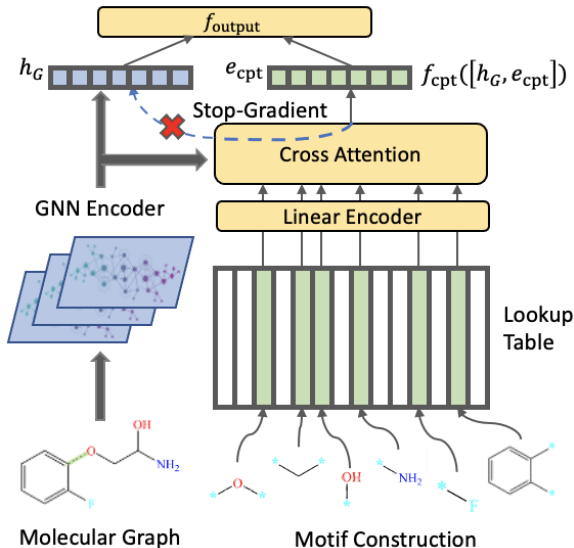 f_output
h_G
e_cpt
f_cpt([h_G, e_cpt])
Stop-Gradient
Cross Attention
GNN Encoder
Linear Encoder
Lookup
Table
OH
O
NH₂
F
* O *
* *
OH
*
* NH₂
* F
*
*
Molecular Graph
Motif Construction